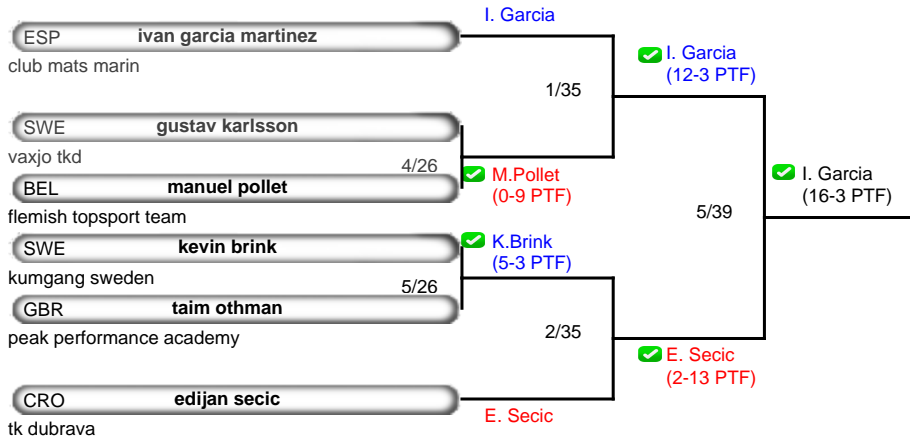 I. Garcia
ESP ivan garcia martinez
club mats marin
I. Garcia
(12-3 PTF)
1/35
SWE gustav karlsson
vaxjo tkd
4/26
BEL manuel pollet
M.Pollet
(0-9 PTF)
flemish topsport team
I. Garcia
(16-3 PTF)
5/39
SWE kevin brink
K.Brink
(5-3 PTF)
kumgang sweden
5/26
GBR taim othman
peak performance academy
2/35
E. Secic
(2-13 PTF)
CRO edijan secic
E. Secic
tk dubrava